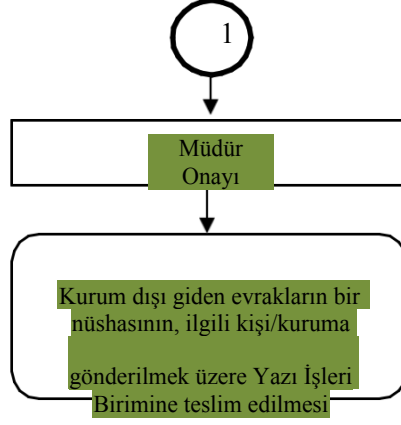 1
Müdür
Onayı
Kurum dışı giden evrakların bir
nüshasının, ilgili kişi/kuruma
gönderilmek üzere Yazı İşleri
Birimine teslim edilmesi